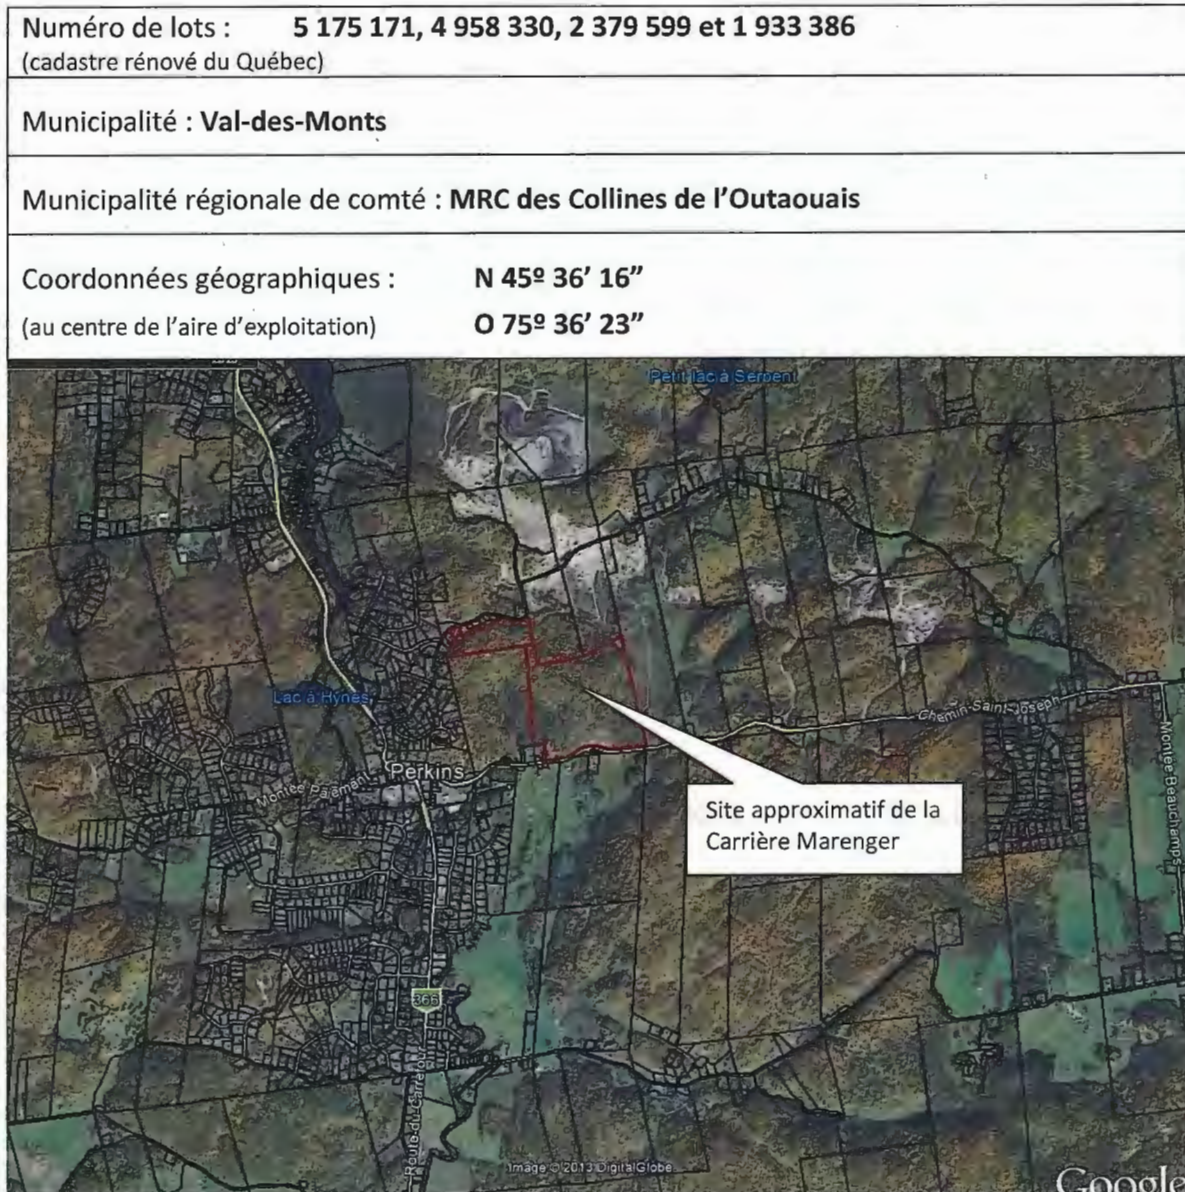 Numéro de lots : 5 175 171, 4 958 330, 2 379 599 et 1 933 386
(cadastre rénové du Québec)
Municipalité : Val-des-Monts
Municipalité régionale de comté : MRC des Collines de l'Outaouais
Coordonnées géographiques : N 45º 36' 16"
(au centre de l'aire d'exploitation) O 75º 36' 23"
Petit lac à Serpent
Lac à Hynes
Chemin-Saint-Joseph
Montée Beauchamps
Perkins
Montée Paiement
Site approximatif de la
Carrière Marenger
366
Route-du-Carrefour
Image © 2013 DigitalGlobe
Google